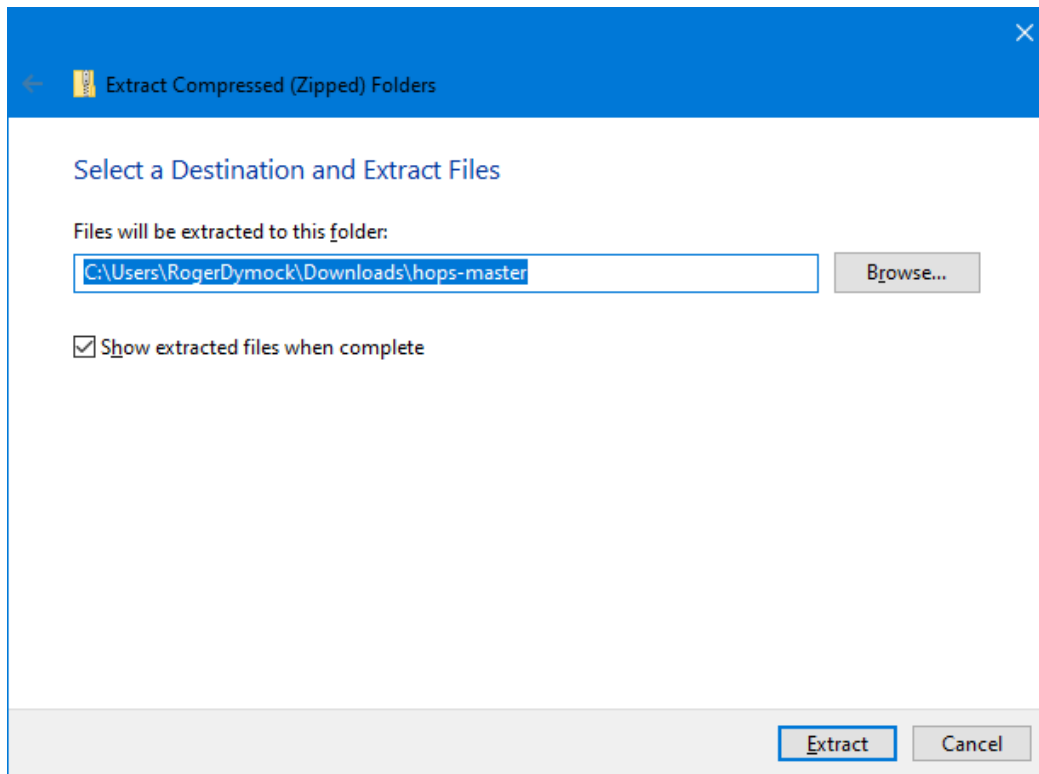 Extract Compressed (Zipped) Folders
Select a Destination and Extract Files
Files will be extracted to this folder:
C:\Users\RogerDymock\Downloads\hops-master
Browse...
Show extracted files when complete
Extract
Cancel